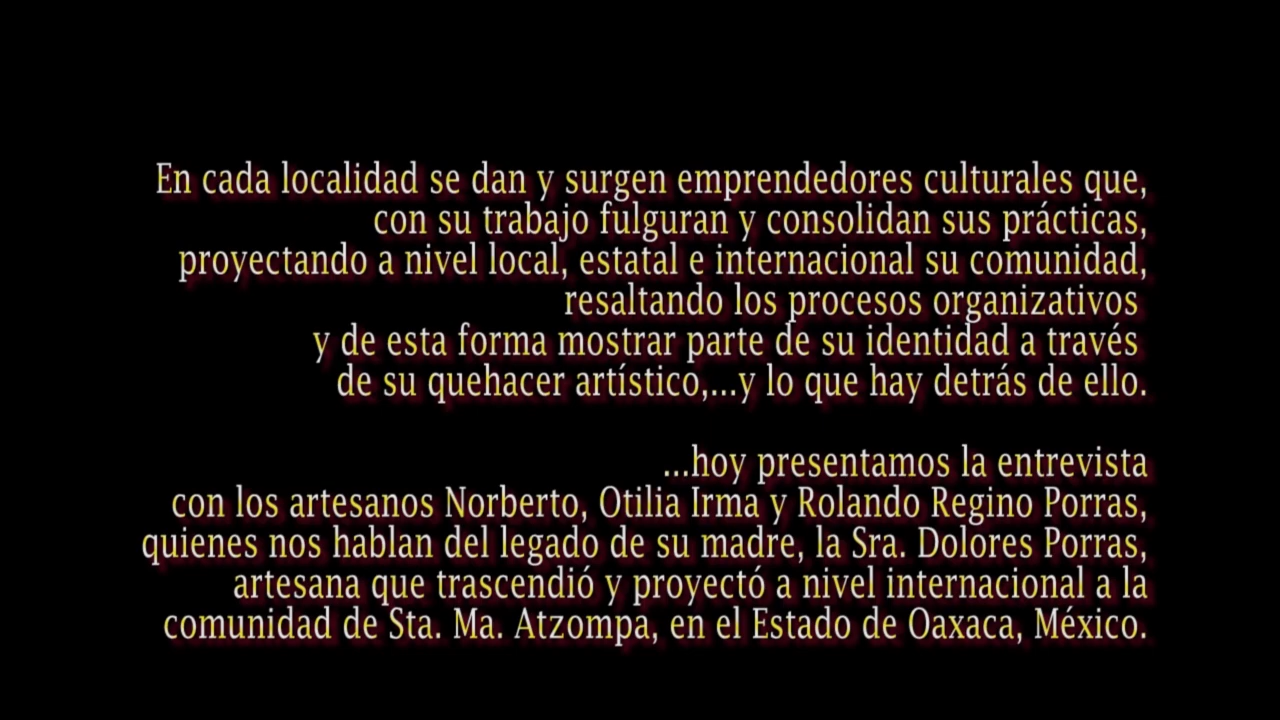 En cada localidad se dan y surgen emprendedores culturales que,
con su trabajo fulguran y consolidan sus prácticas,
proyectando a nivel local, estatal e internacional su comunidad,
resaltando los procesos organizativos
y de esta forma mostrar parte de su identidad a través
de su quehacer artístico,...y lo que hay detrás de ello.
...hoy presentamos la entrevista
con los artesanos Norberto, Otilia Irma y Rolando Regino Porras,
quienes nos hablan del legado de su madre, la Sra. Dolores Porras,
artesana que trascendió y proyectó a nivel internacional a la
comunidad de Sta. Ma. Atzompa, en el Estado de Oaxaca, México.